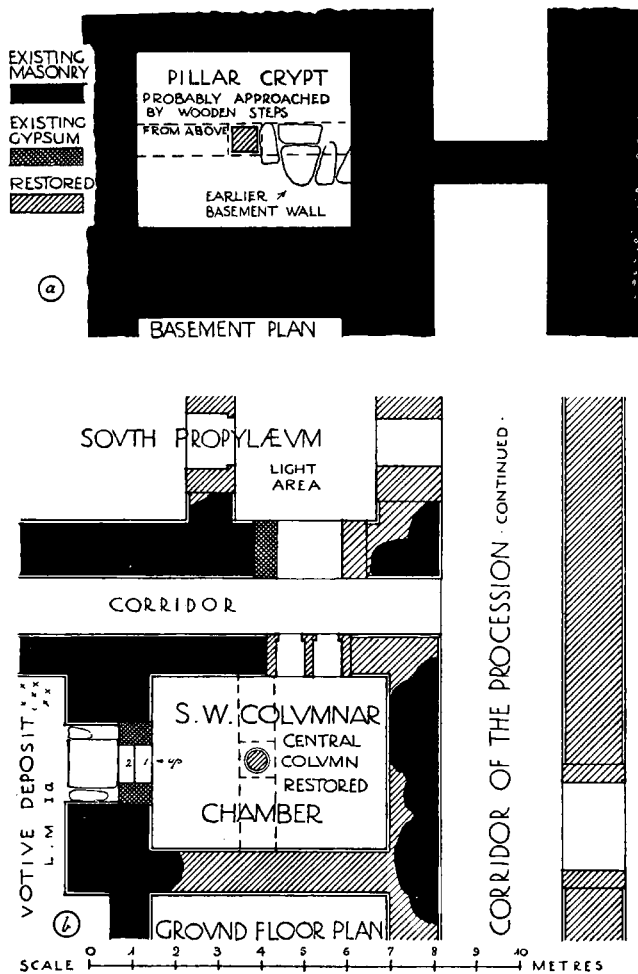 EXISTING
MASONRY
EXISTING
GYPSUM
RESTORED
PILLAR CRYPT
PROBABLY APPROACHED
BY WOODEN STEPS
FROM ABOVE
EARLIER
BASEMENT WALL
a
BASEMENT PLAN
SOVTH PROPYLÆVM
LIGHT
AREA
CORRIDOR
CORRIDOR OF THE PROCESSION · CONTINUED ·
VOTIVE DEPOSIT
L.M 1a
S.W. COLVMNAR
CENTRAL
COLVMN
RESTORED
CHAMBER
2 1 up
b
GROVND FLOOR PLAN
SCALE 0 1 2 3 4 5 6 7 8 9 10 METRES